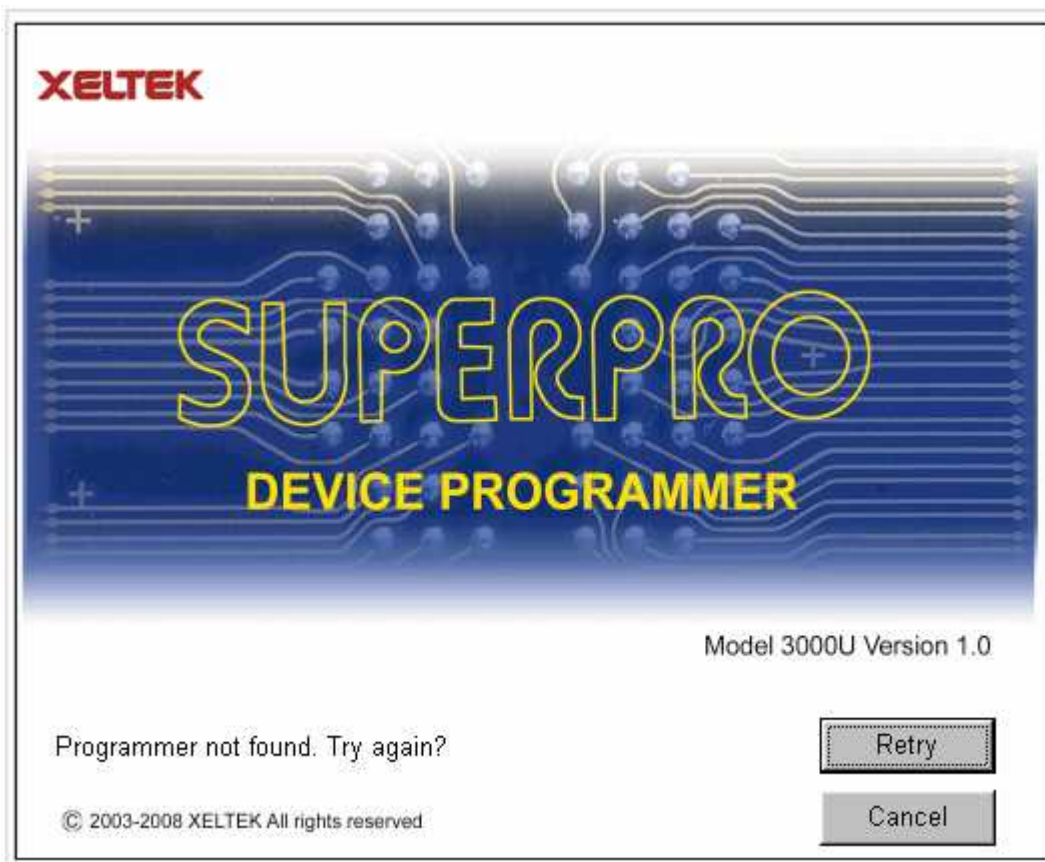 XELTEK
SUPERPRO
DEVICE PROGRAMMER
Model 3000U Version 1.0
Programmer not found. Try again?
Retry
© 2003-2008 XELTEK All rights reserved
Cancel